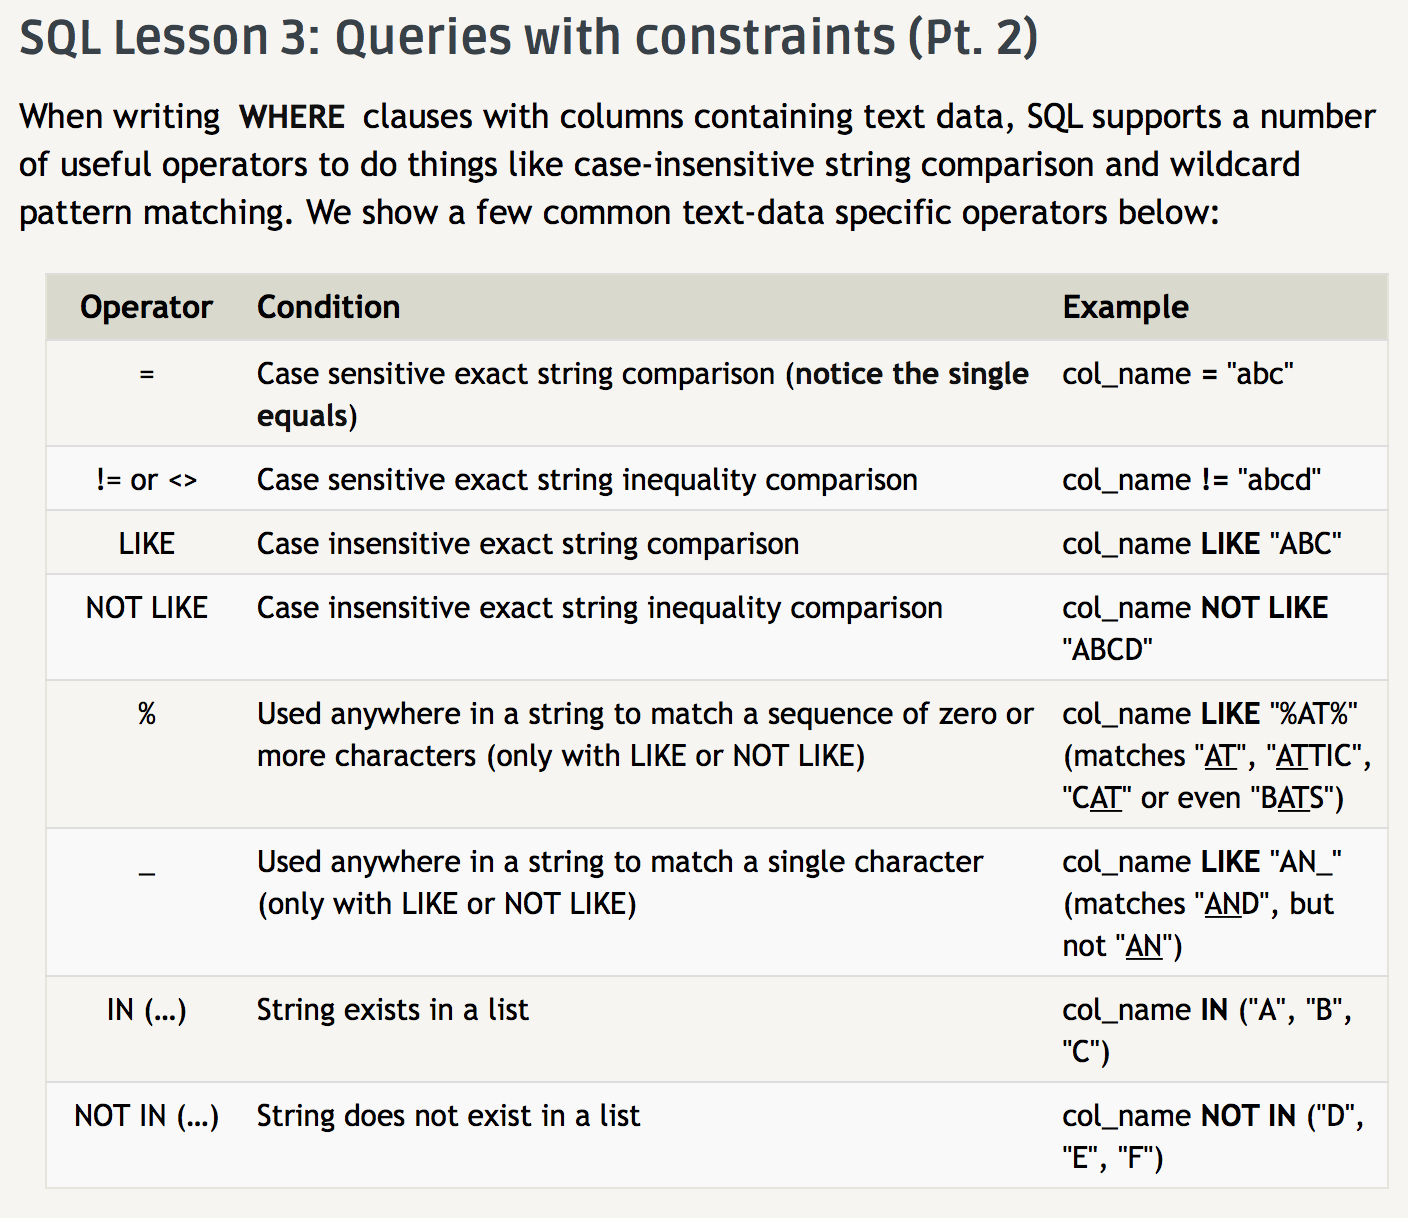 SQL Lesson 3: Queries with constraints (Pt. 2)
When writing WHERE clauses with columns containing text data, SQL supports a number
of useful operators to do things like case-insensitive string comparison and wildcard
pattern matching. We show a few common text-data specific operators below:
Operator Condition Example
= Case sensitive exact string comparison (notice the single col_name = "abc"
equals)
!= or <> Case sensitive exact string inequality comparison col_name != "abcd"
LIKE Case insensitive exact string comparison col_name LIKE "ABC"
NOT LIKE Case insensitive exact string inequality comparison col_name NOT LIKE
"ABCD"
% Used anywhere in a string to match a sequence of zero or col_name LIKE "%AT%"
more characters (only with LIKE or NOT LIKE) (matches "AT", "ATTIC",
"CAT" or even "BATS")
_ Used anywhere in a string to match a single character col_name LIKE "AN_"
(only with LIKE or NOT LIKE) (matches "AND", but
not "AN")
IN (…) String exists in a list col_name IN ("A", "B",
"C")
NOT IN (…) String does not exist in a list col_name NOT IN ("D",
"E", "F")